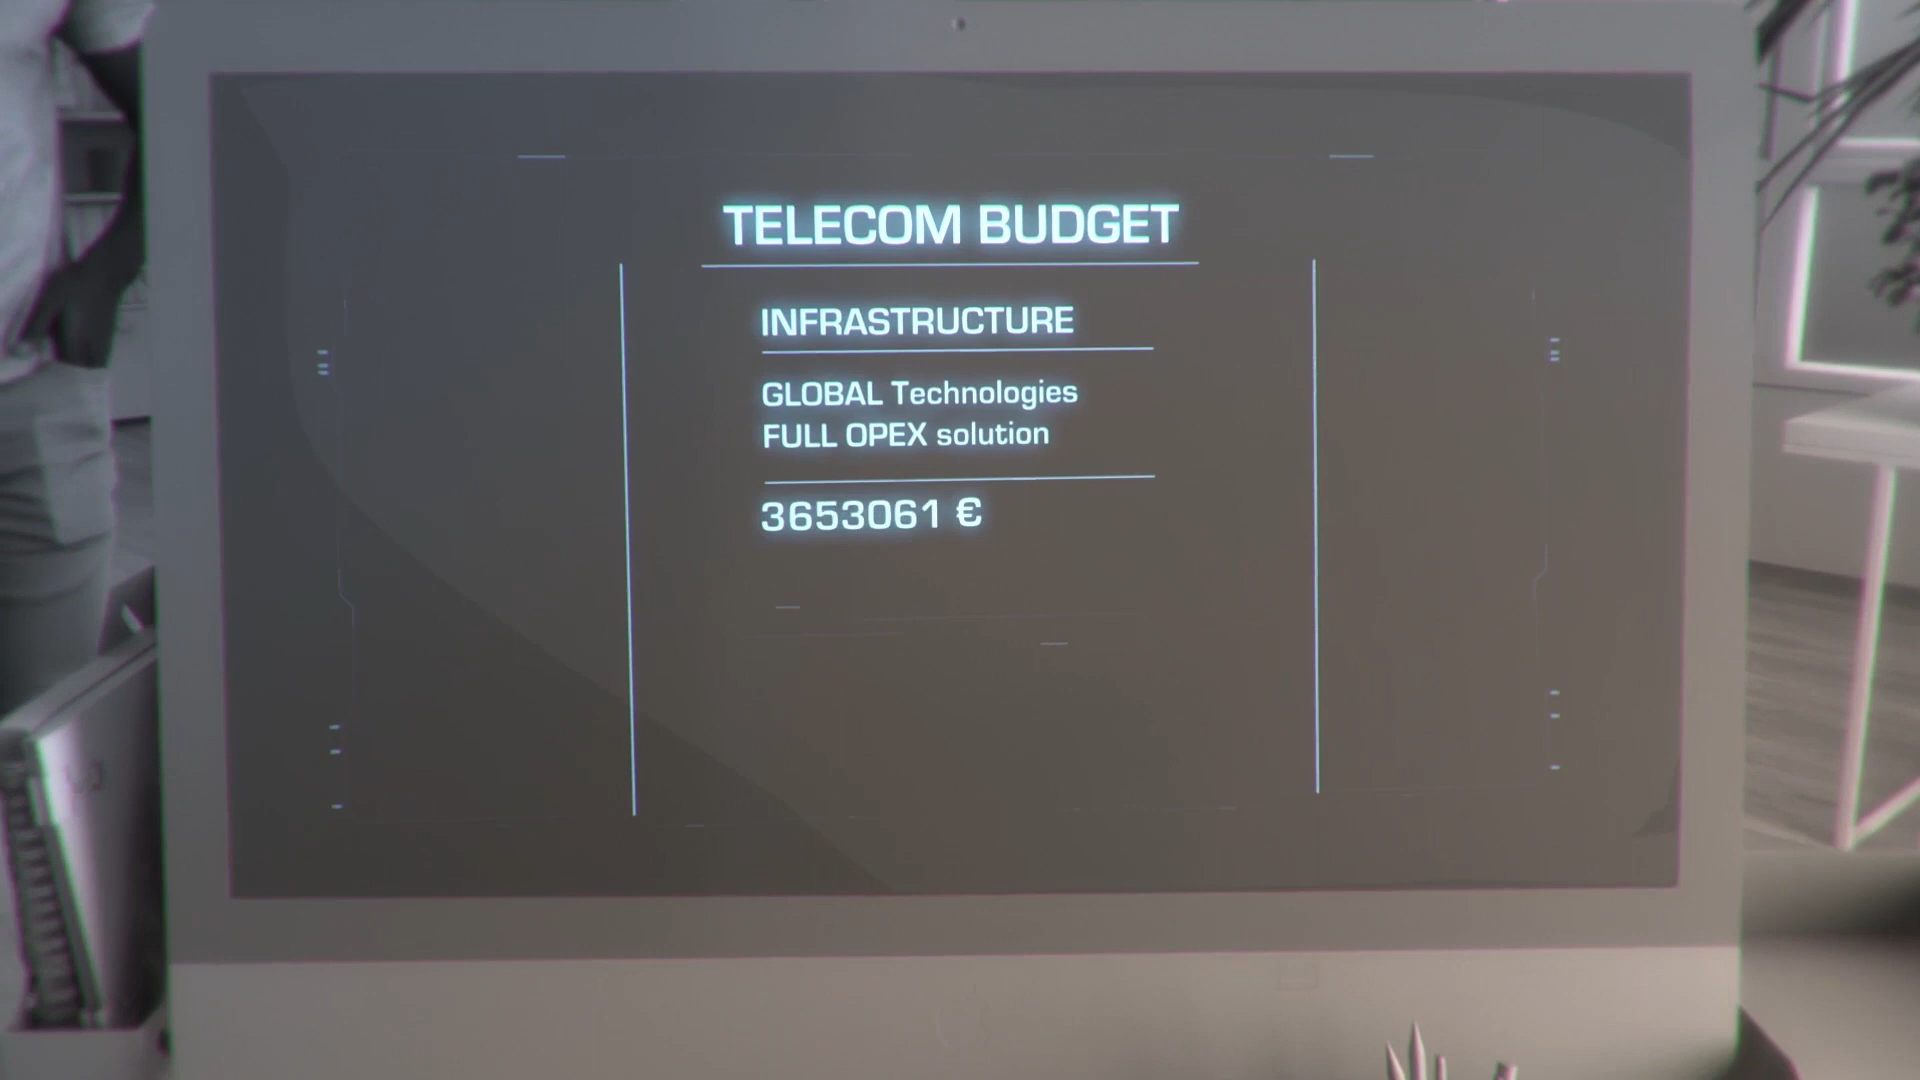 TELECOM BUDGET
INFRASTRUCTURE
GLOBAL Technologies
FULL OPEX solution
3653061 €